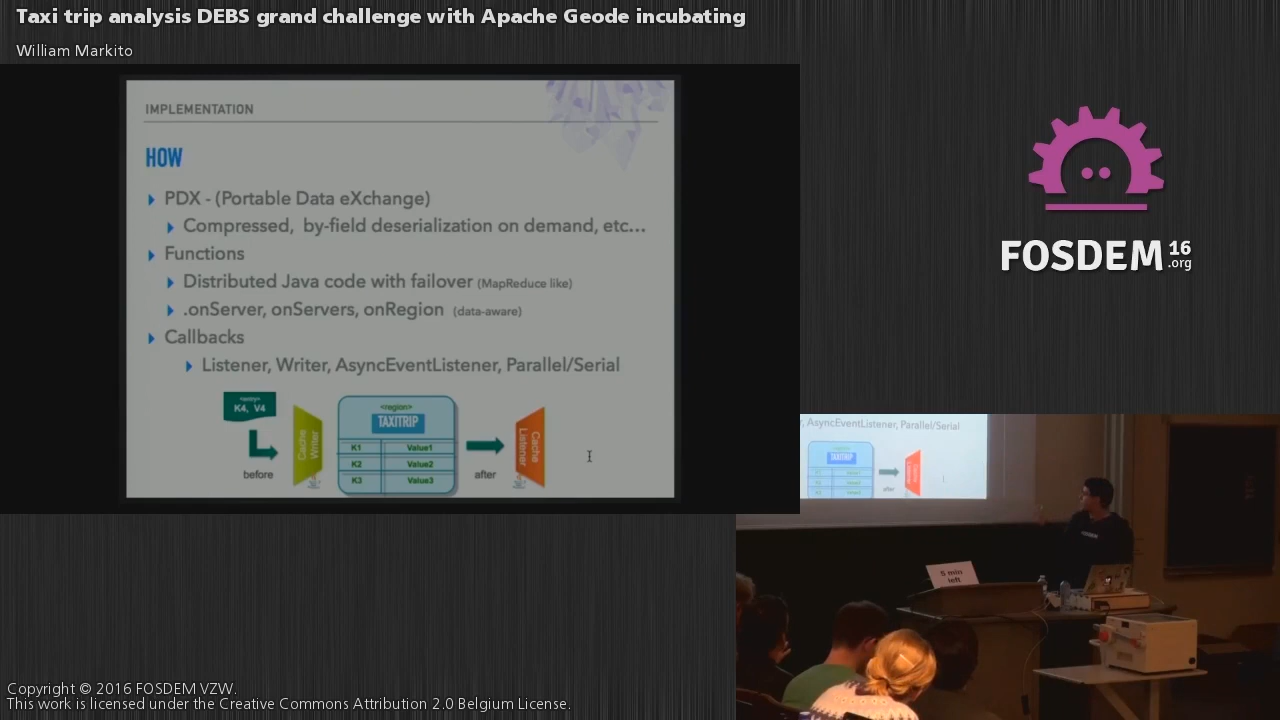 Taxi trip analysis DEBS grand challenge with Apache Geode incubating
William Markito
IMPLEMENTATION
HOW
PDX - (Portable Data eXchange)
Compressed, by-field deserialization on demand, etc...
Functions
Distributed Java code with failover (MapReduce like)
.onServer, onServers, onRegion (data-aware)
Callbacks
Listener, Writer, AsyncEventListener, Parallel/Serial
<entry>
K4, V4
before
Cache Writer
<region>
TAXITRIP
K1 Value1
K2 Value2
K3 Value3
after
Cache Listener
FOSDEM 16 .org
, AsyncEventListener, Parallel/Serial
TAXITRIP
after
5 min
left
Copyright © 2016 FOSDEM VZW.
This work is licensed under the Creative Commons Attribution 2.0 Belgium License.